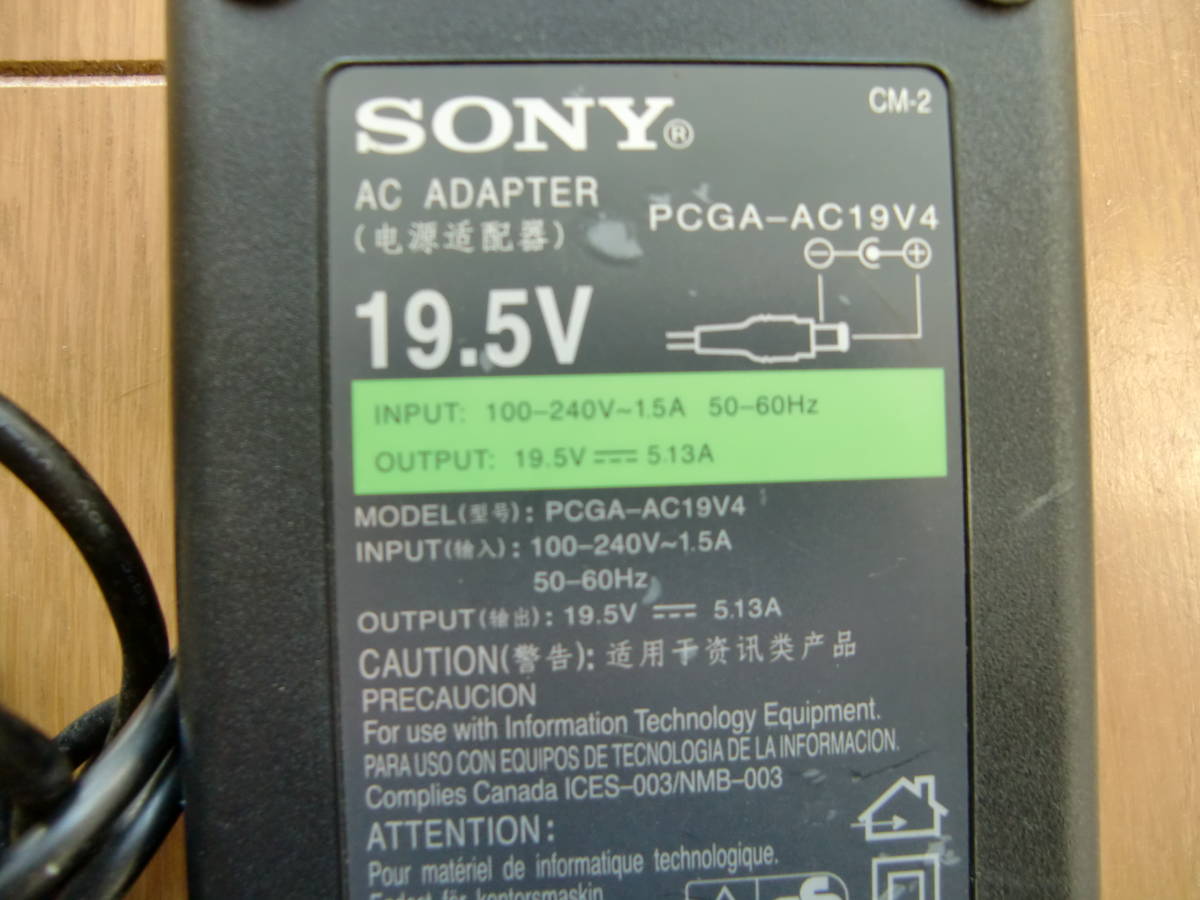 SONY®
CM-2
AC ADAPTER
(电源适配器)
PCGA-AC19V4
19.5V
INPUT: 100-240V~1.5A 50-60Hz
OUTPUT: 19.5V ⎓ 5.13A
MODEL(型号): PCGA-AC19V4
INPUT(输入): 100-240V~1.5A
50-60Hz
OUTPUT(输出): 19.5V ⎓ 5.13A
CAUTION(警告): 适用于资讯类产品
PRECAUCION
For use with Information Technology Equipment.
PARA USO CON EQUIPOS DE TECNOLOGIA DE LA INFORMACION.
Complies Canada ICES-003/NMB-003
ATTENTION:
Pour matériel de informatique technologique.
Endast för kontorsmaskin